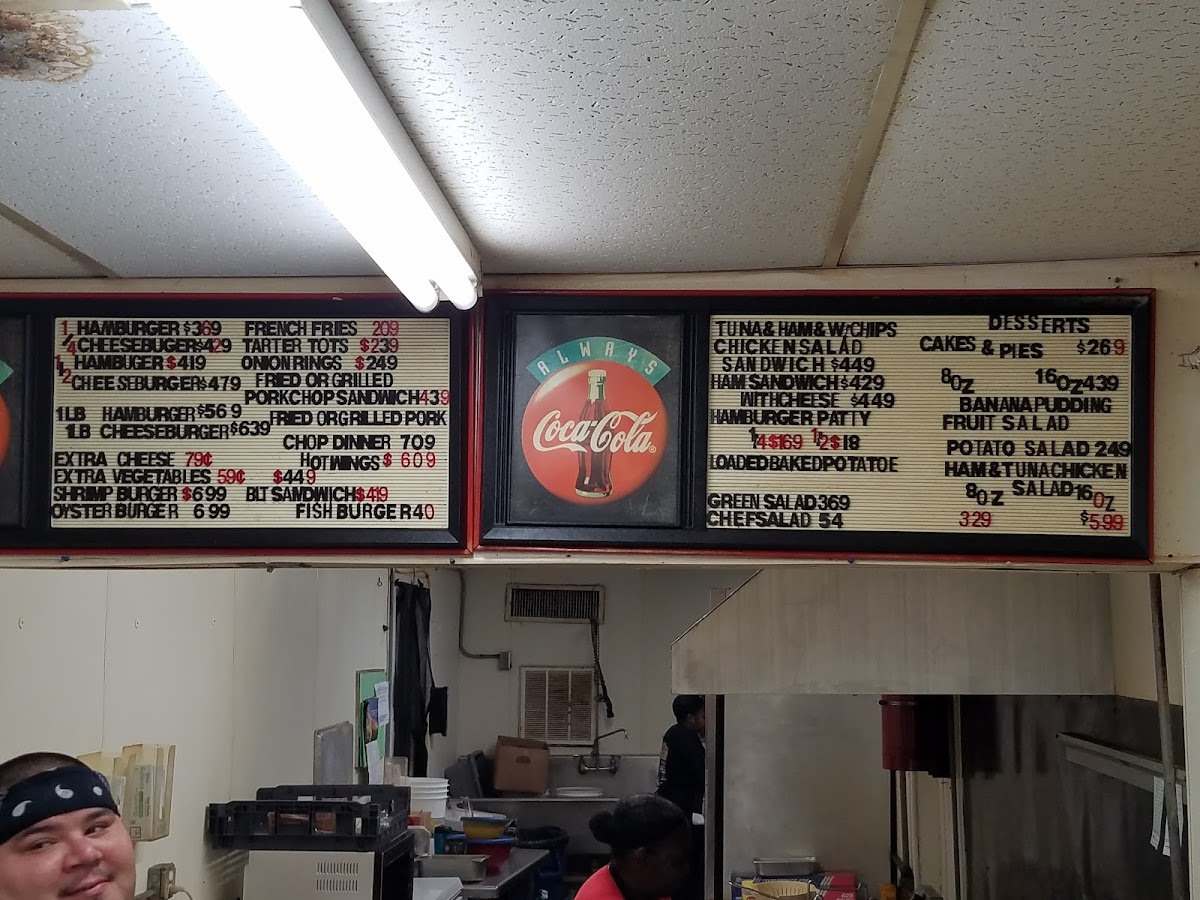 1/4 HAMBURGER $369
CHEESEBUGER $429
1/2 HAMBUGER $419
CHEESEBURGER $479
1LB HAMBURGER $569
1LB CHEESEBURGER $639
EXTRA CHEESE 79¢
EXTRA VEGETABLES 59¢
SHRIMP BURGER $699
OYSTER BURGER 699
FRENCH FRIES 209
TARTER TOTS $239
ONION RINGS $249
FRIED OR GRILLED
PORKCHOP SANDWICH 439
FRIED OR GRILLED PORK
CHOP DINNER 709
HOT WINGS $609
$449
BLT SANDWICH $419
FISH BURGER 40
ALWAYS
Coca-Cola
TUNA & HAM & W/CHIPS
CHICKEN SALAD
SANDWICH $449
HAM SANDWICH $429
WITH CHEESE $449
HAMBURGER PATTY
1/4 $169 1/2 $18
LOADED BAKED POTATOE
GREEN SALAD 369
CHEF SALAD 54
DESSERTS
CAKES & PIES $269
8OZ 16OZ 439
BANANA PUDDING
FRUIT SALAD
POTATO SALAD 249
HAM & TUNA CHICKEN
SALAD
8OZ 16OZ
329 $599